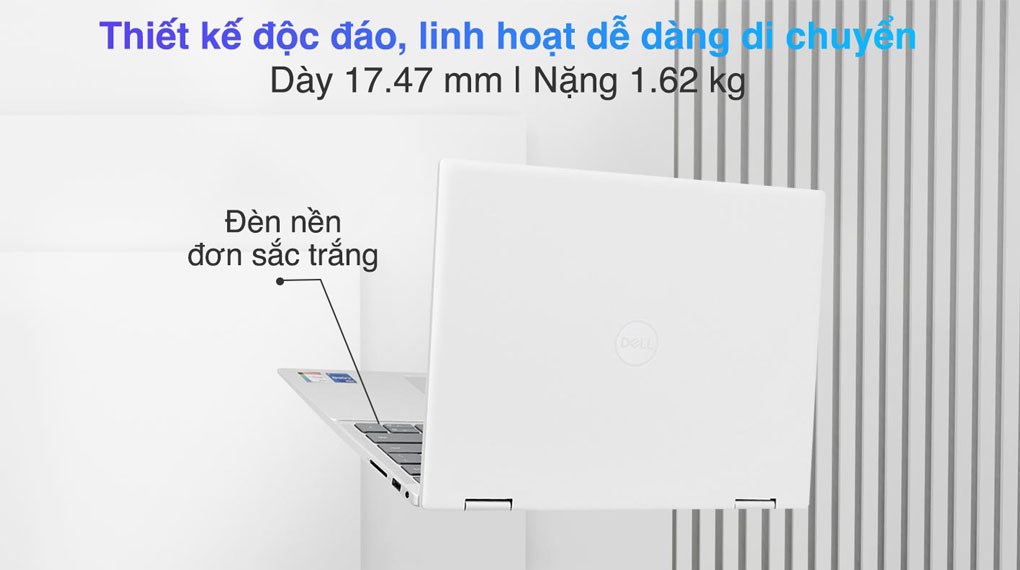 Thiết kế độc đáo, linh hoạt dễ dàng di chuyển
Dày 17.47 mm | Nặng 1.62 kg
Đèn nền
đơn sắc trắng
DELL